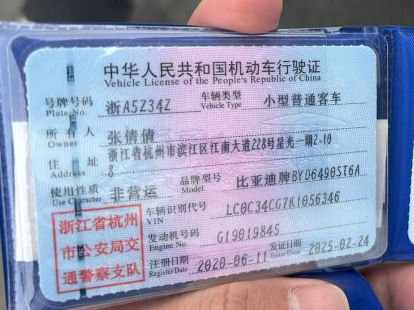 中华人民共和国机动车行驶证
Vehicle License of the People's Republic of China
号牌号码 Plate No. 浙A5Z34Z 车辆类型 Vehicle Type 小型普通客车
所有人 Owner 张倩倩
住址 浙江省杭州市滨江区江南大道228号星光一期2-10
使用性质 Use Character 非营运 品牌型号 Model 比亚迪牌BYD6490ST6A
浙江省杭州
市公安局交
通警察支队
车辆识别代号 VIN LC0C34CG7K1056346
发动机号码 Engine No. G19019845
注册日期 Register Date 2020-06-11 发证日期 Issue Date 2025-02-24